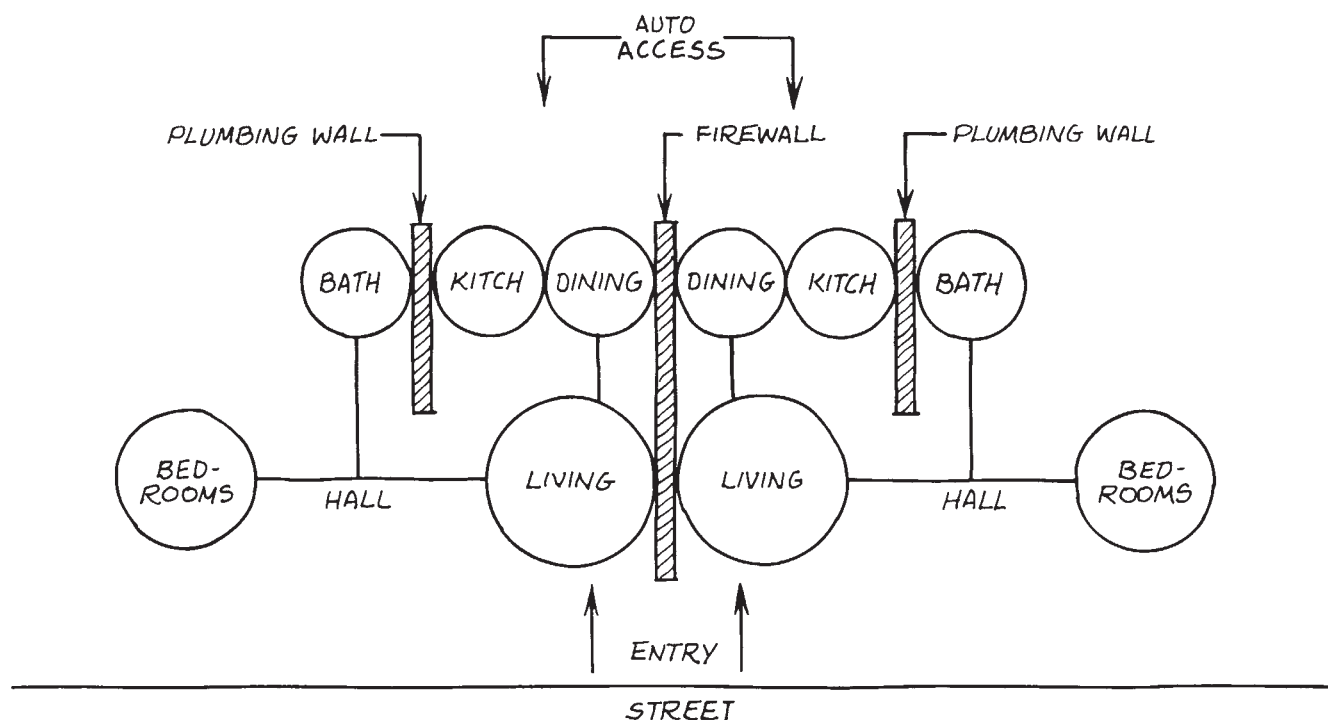 AUTO
ACCESS
PLUMBING WALL
FIREWALL
PLUMBING WALL
BATH
KITCH
DINING
DINING
KITCH
BATH
BED-
ROOMS
HALL
LIVING
LIVING
HALL
BED-
ROOMS
ENTRY
STREET